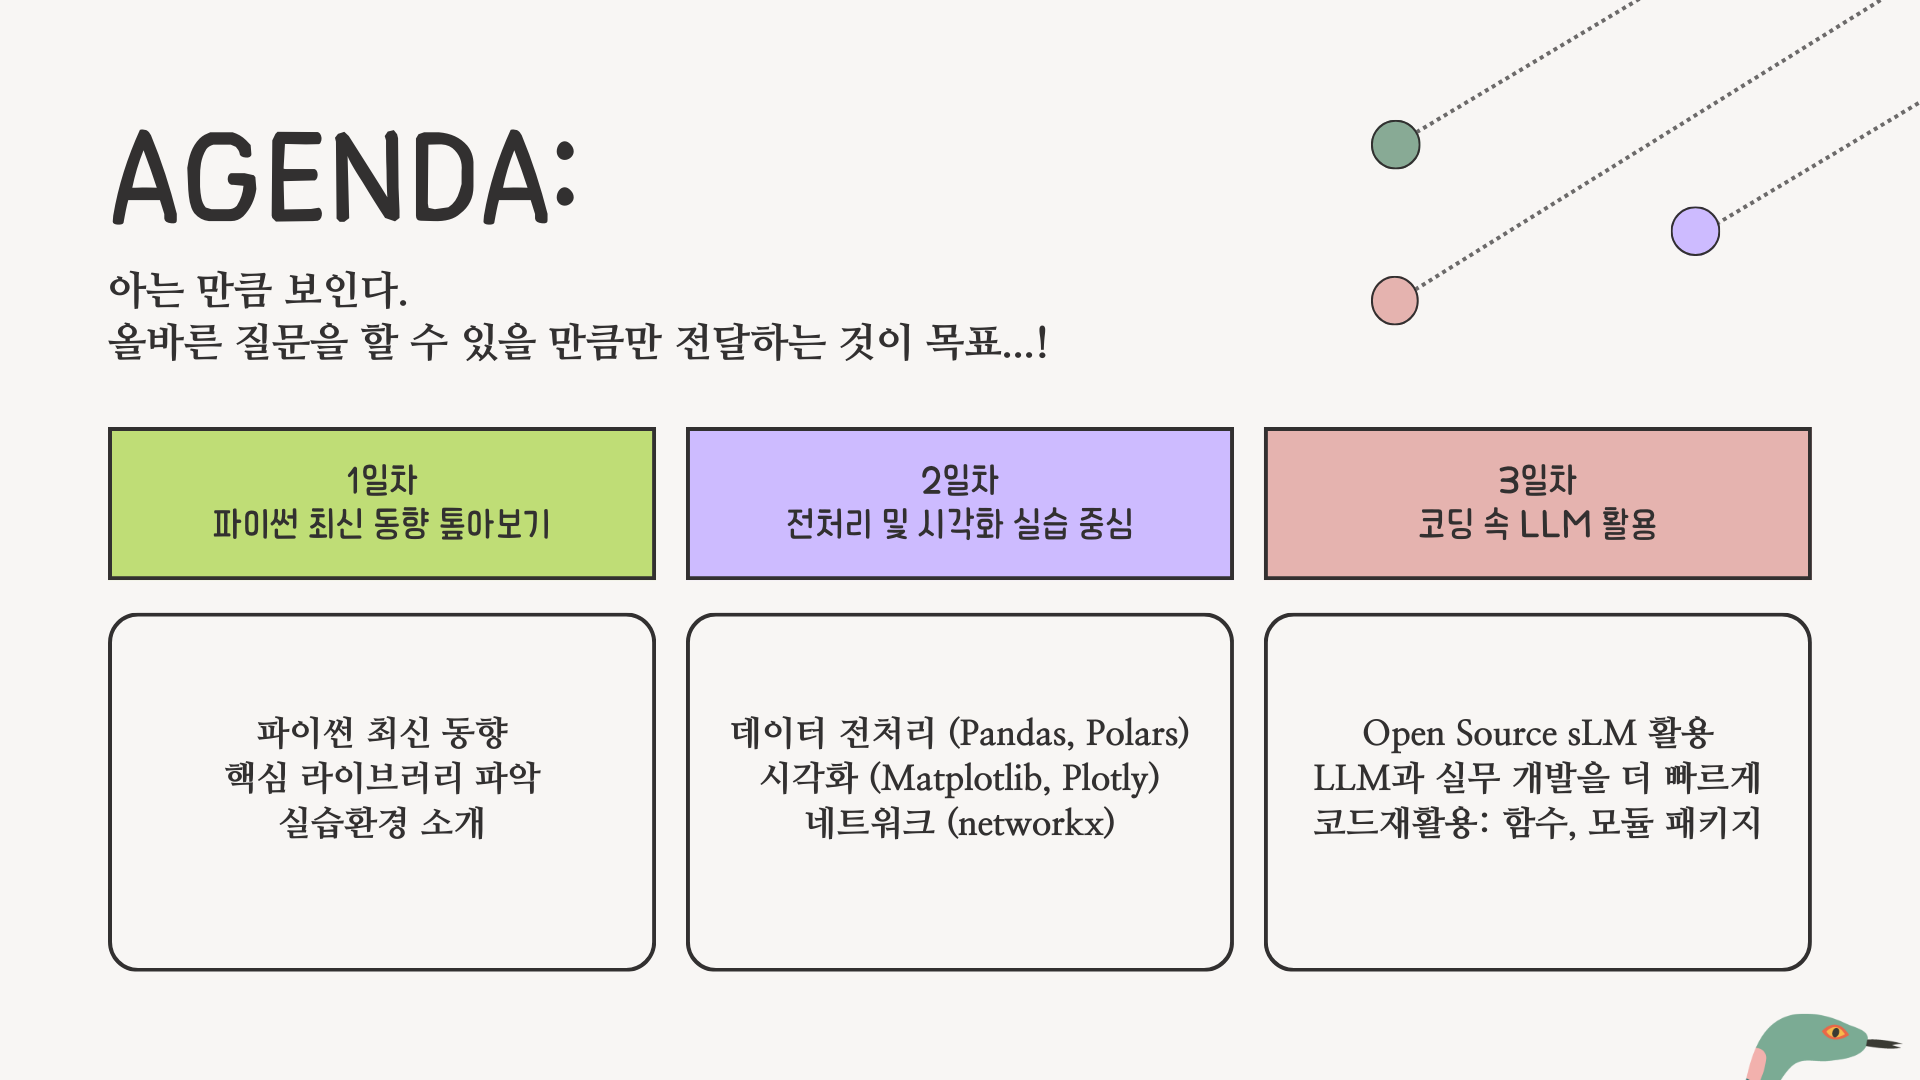 AGENDA:
아는 만큼 보인다.
올바른 질문을 할 수 있을 만큼만 전달하는 것이 목표...!
1일차
파이썬 최신 동향 톺아보기
2일차
전처리 및 시각화 실습 중심
3일차
코딩 속 LLM 활용
파이썬 최신 동향
핵심 라이브러리 파악
실습환경 소개
데이터 전처리 (Pandas, Polars)
시각화 (Matplotlib, Plotly)
네트워크 (networkx)
Open Source sLM 활용
LLM과 실무 개발을 더 빠르게
코드재활용: 함수, 모듈 패키지